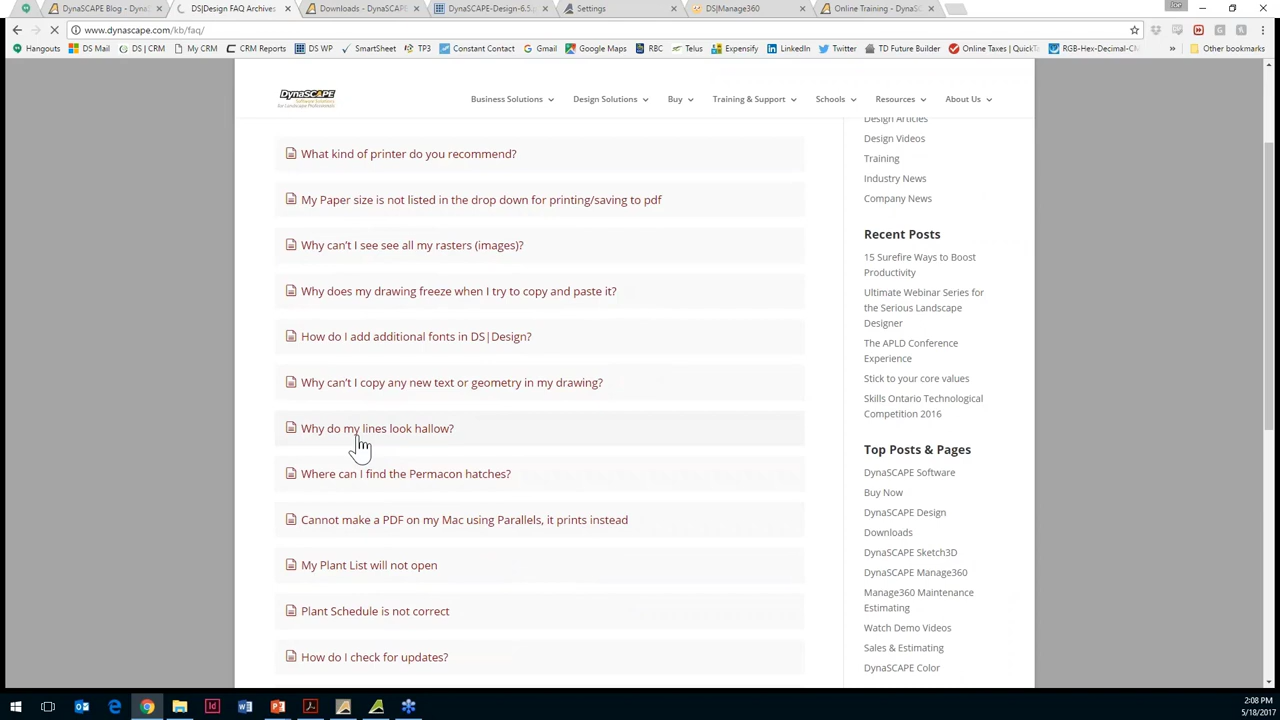 DynaSCAPE Blog - Dyna
DS|Design FAQ Archives
Downloads - DynaSCAPE
DynaSCAPE-Design-6.5
Settings
DS|Manage360
Online Training - DynaS
www.dynascape.com/kb/faq/
Hangouts
DS Mail
DS | CRM
My CRM
CRM Reports
DS WP
SmartSheet
TP3
Constant Contact
Gmail
Google Maps
RBC
Telus
Expensify
LinkedIn
Twitter
TD Future Builder
Online Taxes | QuickT
RGB-Hex-Decimal-CM
Other bookmarks
DynaSCAPE
Software Solutions
for Landscape Professionals
Business Solutions
Design Solutions
Buy
Training & Support
Schools
Resources
About Us
What kind of printer do you recommend?
My Paper size is not listed in the drop down for printing/saving to pdf
Why can't I see see all my rasters (images)?
Why does my drawing freeze when I try to copy and paste it?
How do I add additional fonts in DS|Design?
Why can't I copy any new text or geometry in my drawing?
Why do my lines look hallow?
Where can I find the Permacon hatches?
Cannot make a PDF on my Mac using Parallels, it prints instead
My Plant List will not open
Plant Schedule is not correct
How do I check for updates?
Design Articles
Design Videos
Training
Industry News
Company News
Recent Posts
15 Surefire Ways to Boost
Productivity
Ultimate Webinar Series for
the Serious Landscape
Designer
The APLD Conference
Experience
Stick to your core values
Skills Ontario Technological
Competition 2016
Top Posts & Pages
DynaSCAPE Software
Buy Now
DynaSCAPE Design
Downloads
DynaSCAPE Sketch3D
DynaSCAPE Manage360
Manage360 Maintenance
Estimating
Watch Demo Videos
Sales & Estimating
DynaSCAPE Color
2:08 PM
5/18/2017